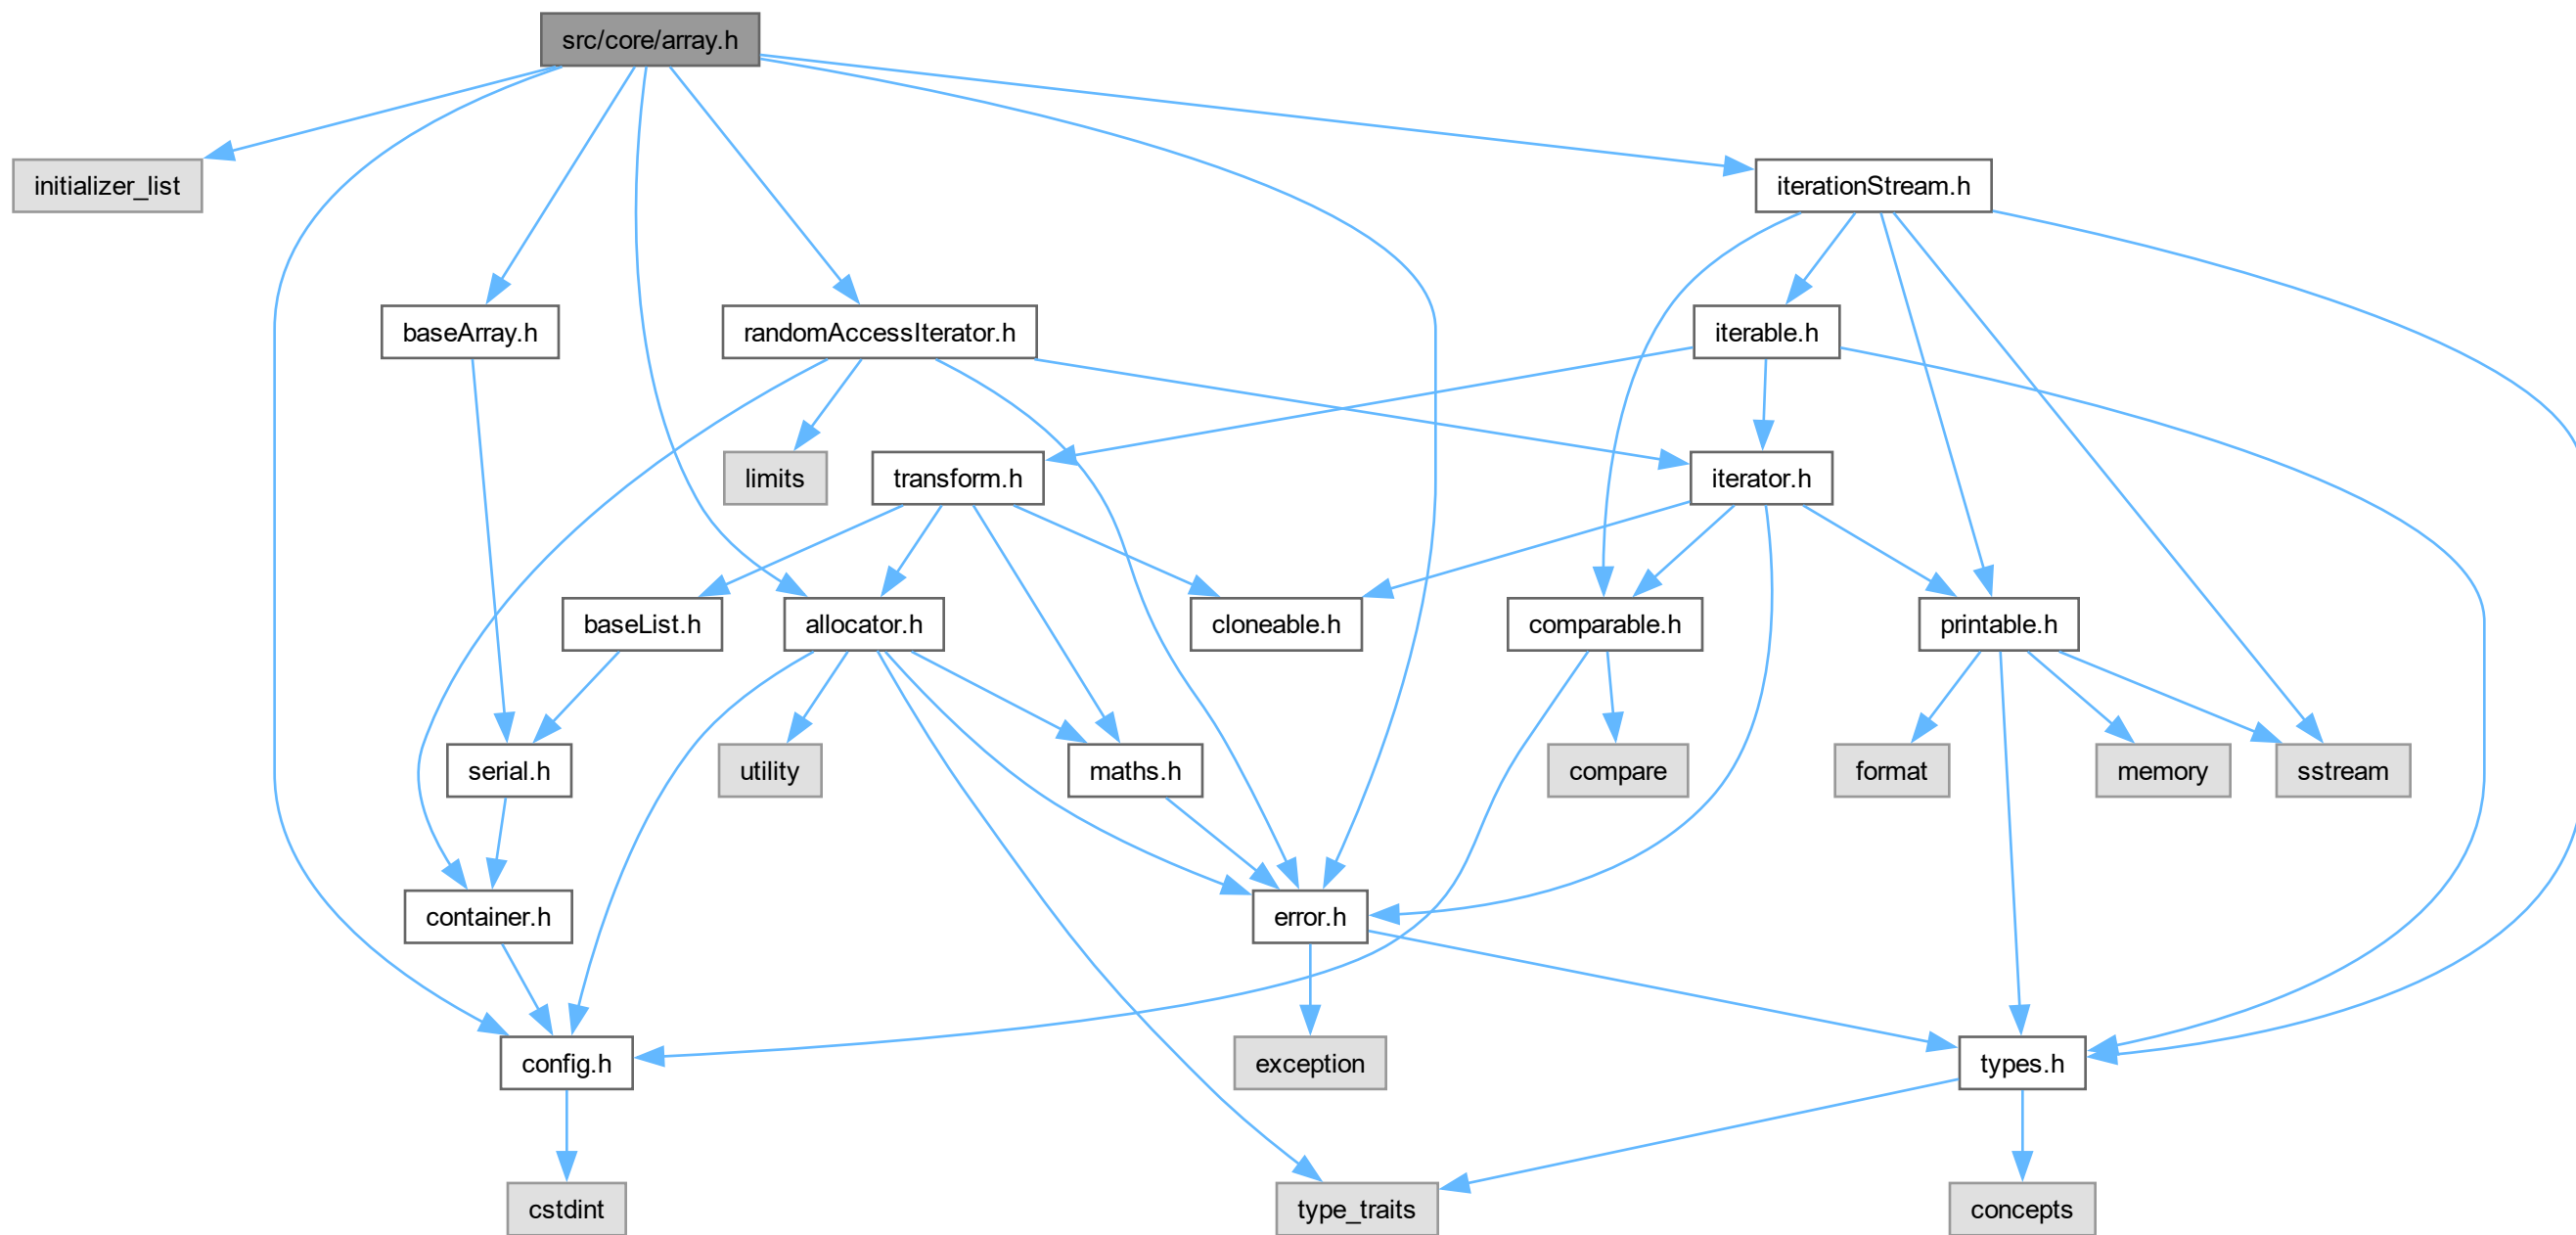 src/core/array.h
initializer_list
iterationStream.h
baseArray.h
randomAccessIterator.h
iterable.h
limits
transform.h
iterator.h
baseList.h
allocator.h
cloneable.h
comparable.h
printable.h
serial.h
utility
maths.h
compare
format
memory
sstream
container.h
error.h
config.h
exception
types.h
cstdint
type_traits
concepts